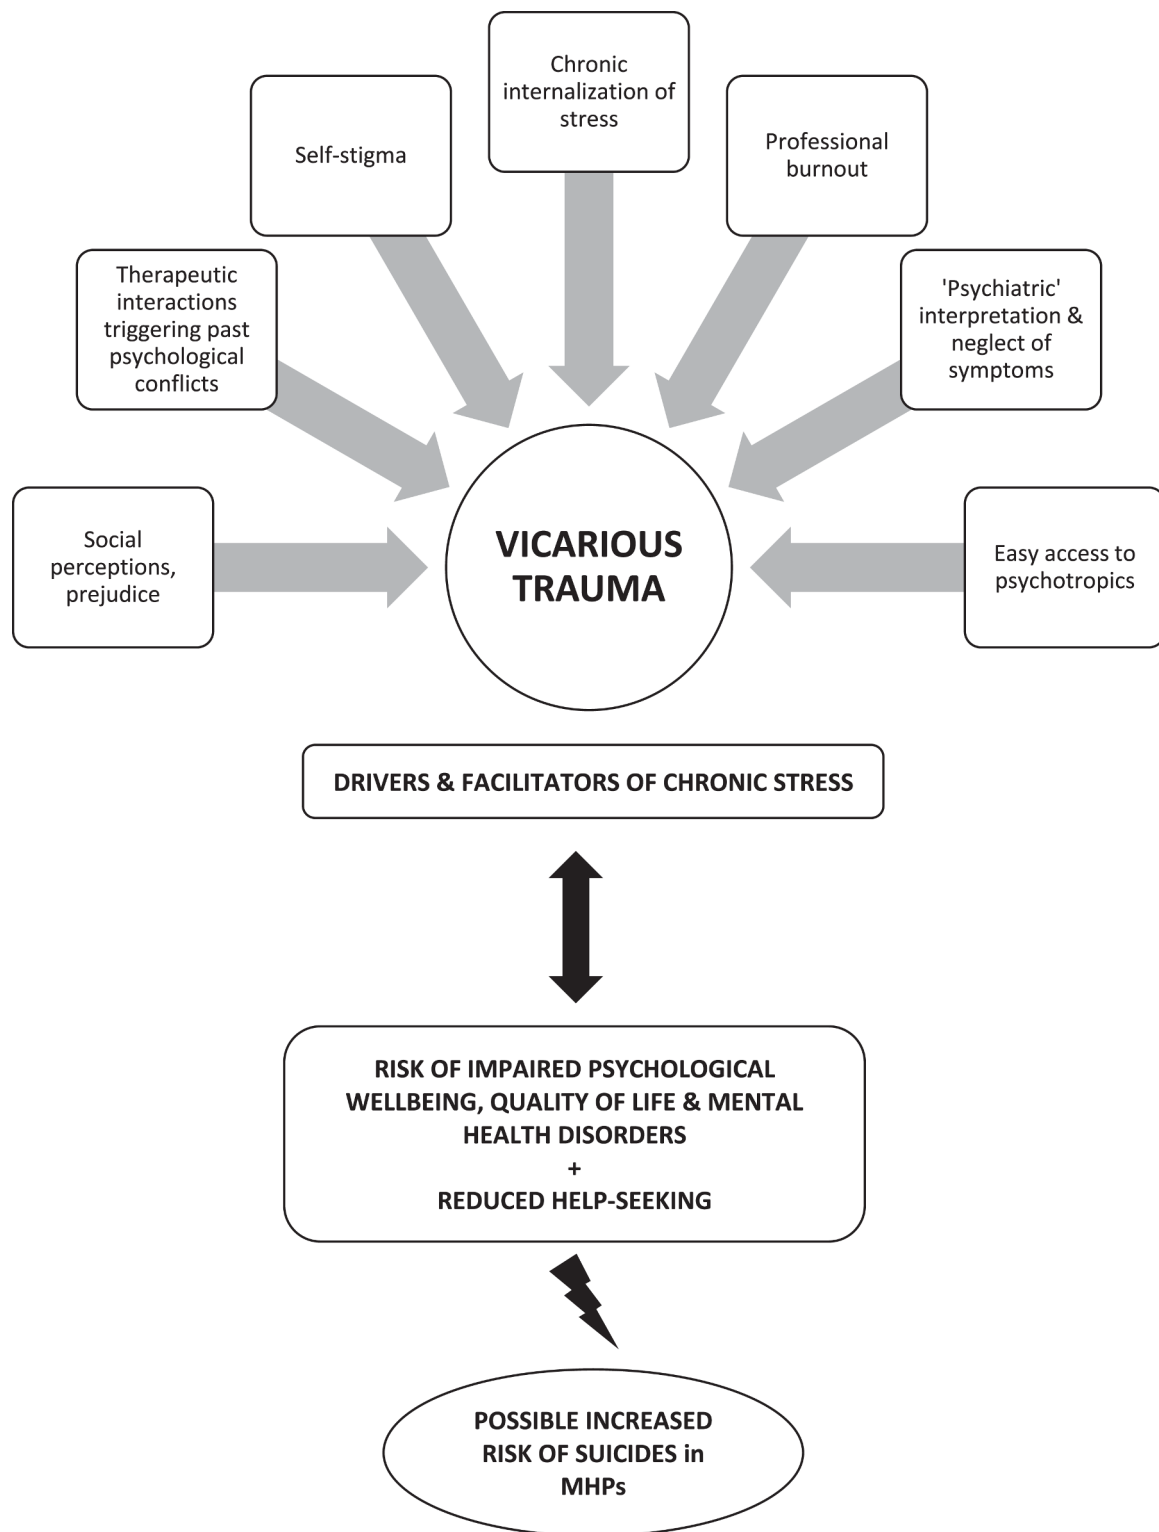 Chronic
internalization of
stress
Self-stigma
Professional
burnout
Therapeutic
interactions
triggering past
psychological
conflicts
'Psychiatric'
interpretation &
neglect of
symptoms
Social
perceptions,
prejudice
VICARIOUS
TRAUMA
Easy access to
psychotropics
DRIVERS & FACILITATORS OF CHRONIC STRESS
RISK OF IMPAIRED PSYCHOLOGICAL
WELLBEING, QUALITY OF LIFE & MENTAL
HEALTH DISORDERS
+
REDUCED HELP-SEEKING
POSSIBLE INCREASED
RISK OF SUICIDES in
MHPs